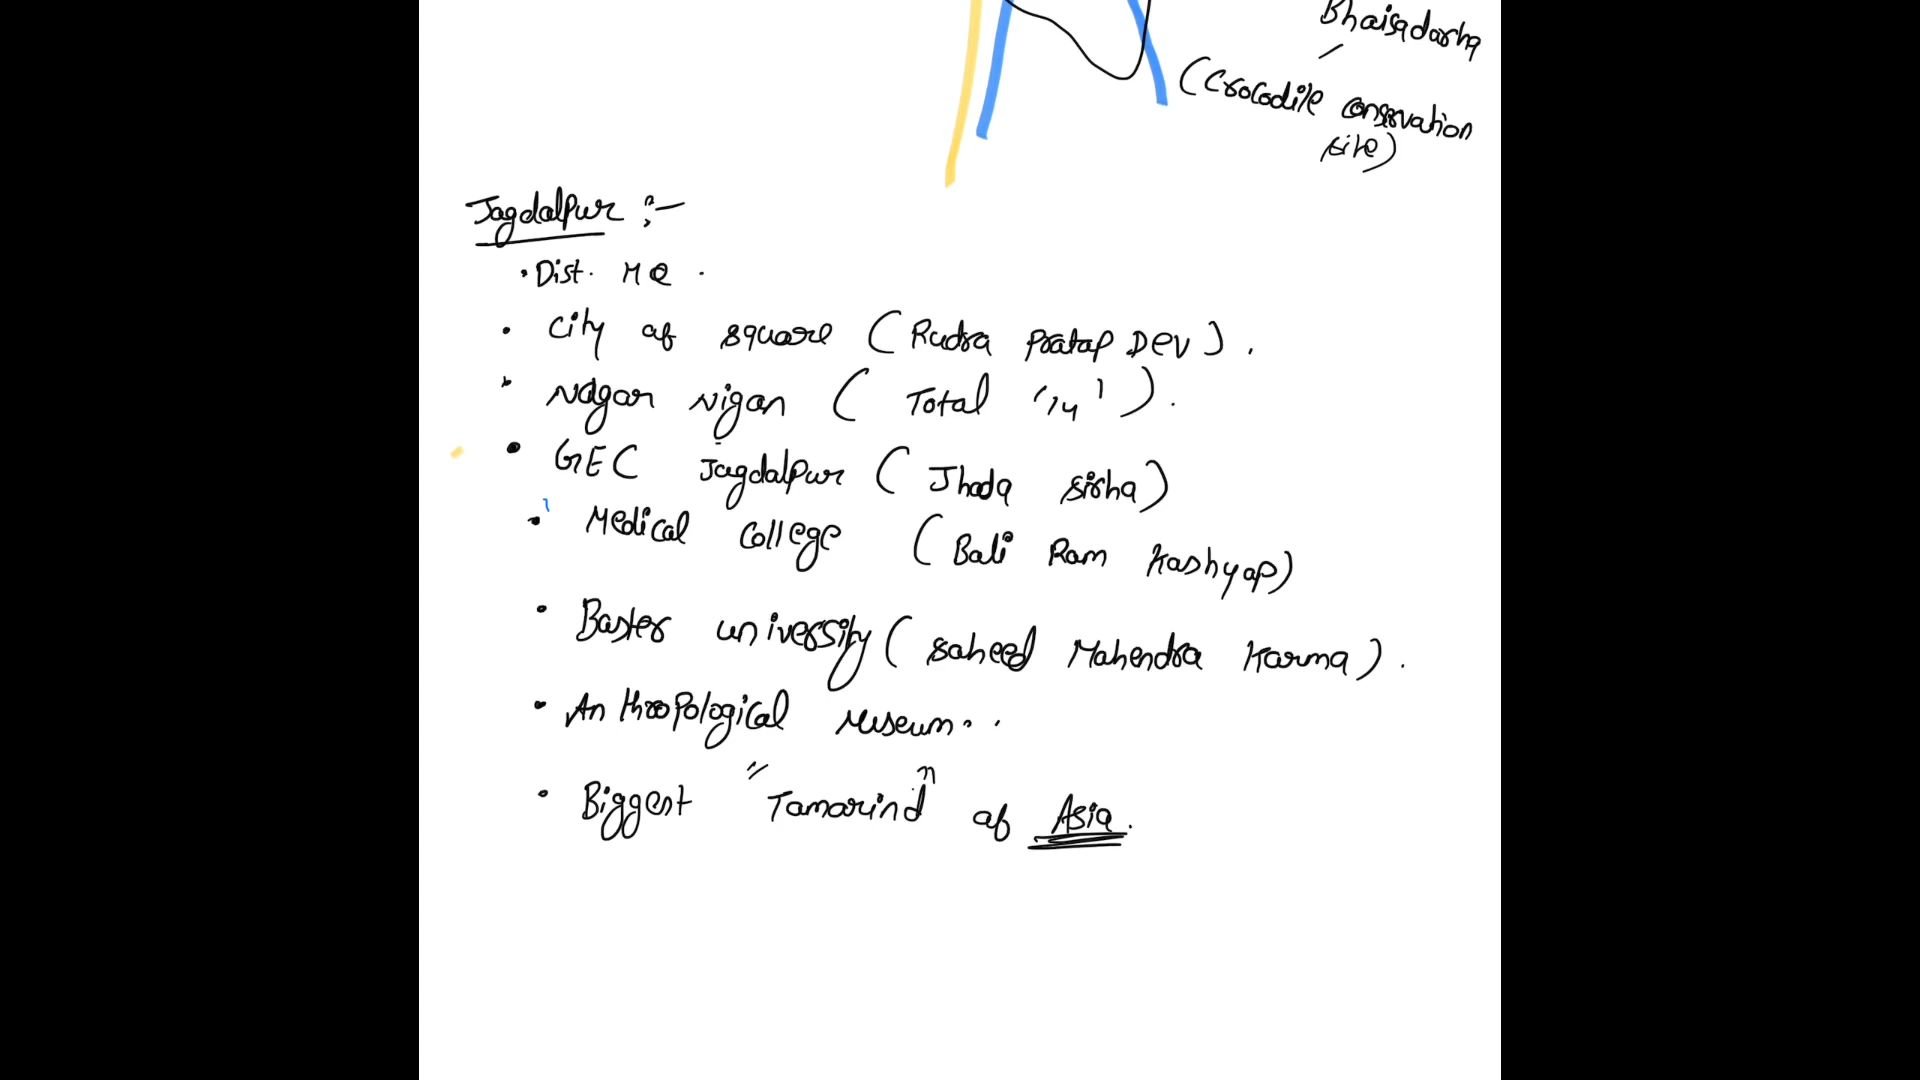 Bhaisadarha
(Crocodile conservation
site)
Jagdalpur :-
• Dist. HQ .
• City of square (Rudra Pratap Dev) .
• Nagar Nigan ( Total '14' ) .
• GEC Jagdalpur ( Jhada sirha)
• Medical College (Bali Ram Kashyap)
• Baster university ( saheed Mahendra Karma ) .
• Anthropological Museum . .
• Biggest "Tamarind" of Asia .